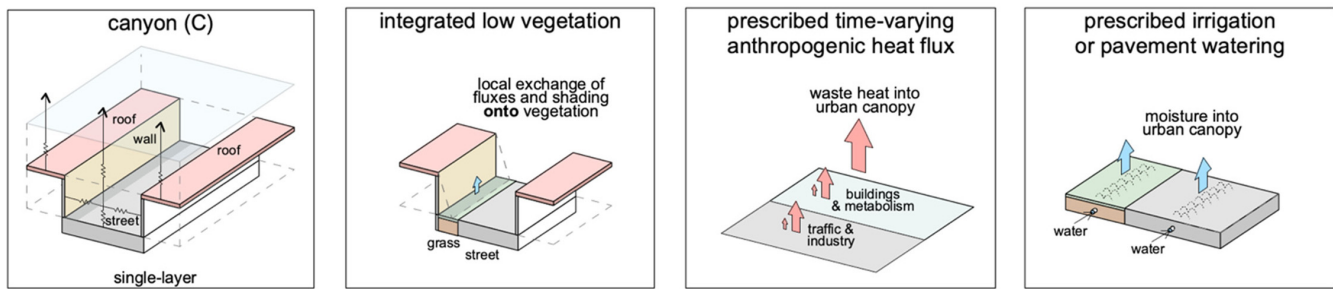 canyon (C)
roof
wall
roof
street
single-layer
integrated low vegetation
local exchange of
fluxes and shading
onto vegetation
grass
street
prescribed time-varying
anthropogenic heat flux
waste heat into
urban canopy
buildings
& metabolism
traffic &
industry
prescribed irrigation
or pavement watering
moisture into
urban canopy
water
water